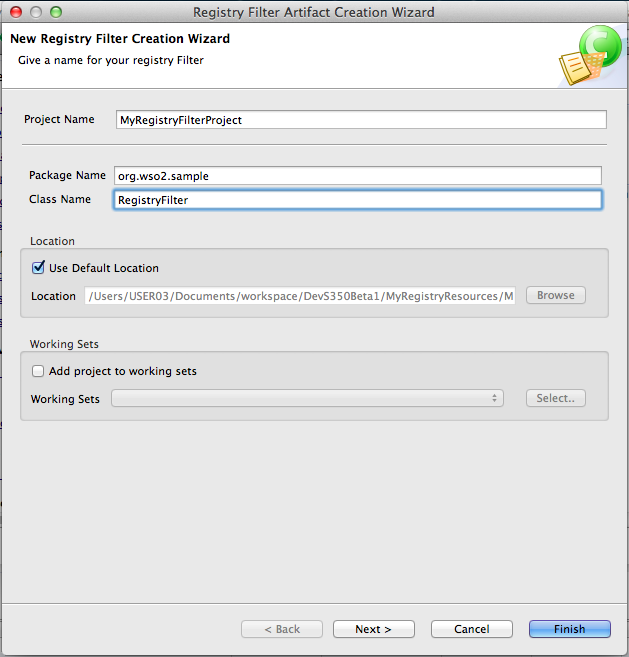 Registry Filter Artifact Creation Wizard
New Registry Filter Creation Wizard
Give a name for your registry Filter
Project Name MyRegistryFilterProject
Package Name org.wso2.sample
Class Name RegistryFilter
Location
Use Default Location
Location /Users/USER03/Documents/workspace/DevS350Beta1/MyRegistryResources/M Browse
Working Sets
Add project to working sets
Working Sets Select..
< Back Next > Cancel Finish